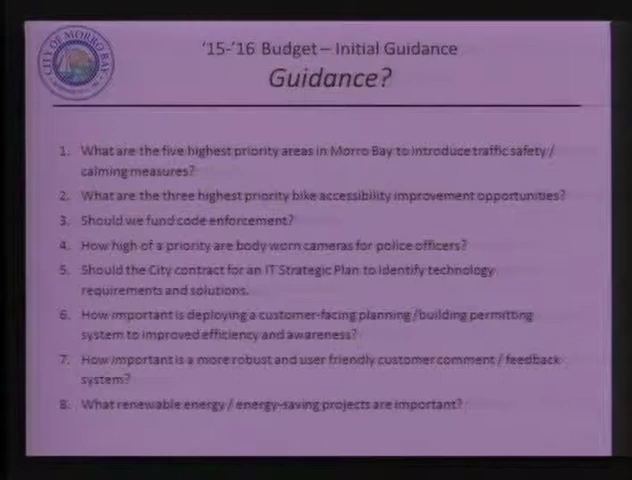 CITY OF MORRO BAY
'15-'16 Budget – Initial Guidance
Guidance?
1. What are the five highest priority areas in Morro Bay to introduce traffic safety /
calming measures?
2. What are the three highest priority bike accessibility improvement opportunities?
3. Should we fund code enforcement?
4. How high of a priority are body worn cameras for police officers?
5. Should the City contract for an IT Strategic Plan to identify technology
requirements and solutions.
6. How important is deploying a customer-facing planning /building permitting
system to improved efficiency and awareness?
7. How important is a more robust and user friendly customer comment / feedback
system?
8. What renewable energy / energy-saving projects are important?